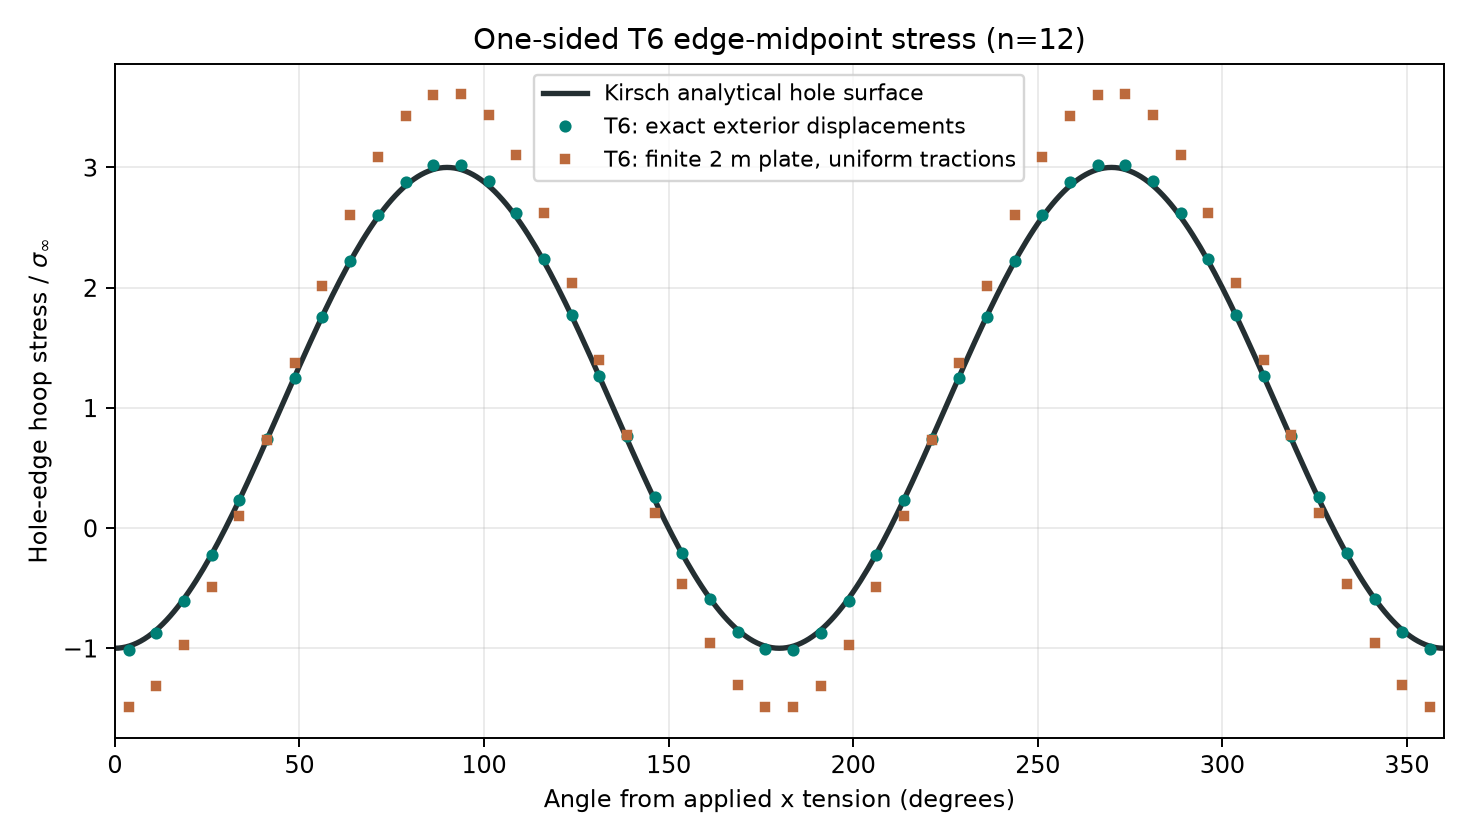 One-sided T6 edge-midpoint stress (n=12)
Kirsch analytical hole surface
T6: exact exterior displacements
T6: finite 2 m plate, uniform tractions
Hole-edge hoop stress / σ∞
3
2
1
0
−1
0
50
100
150
200
250
300
350
Angle from applied x tension (degrees)